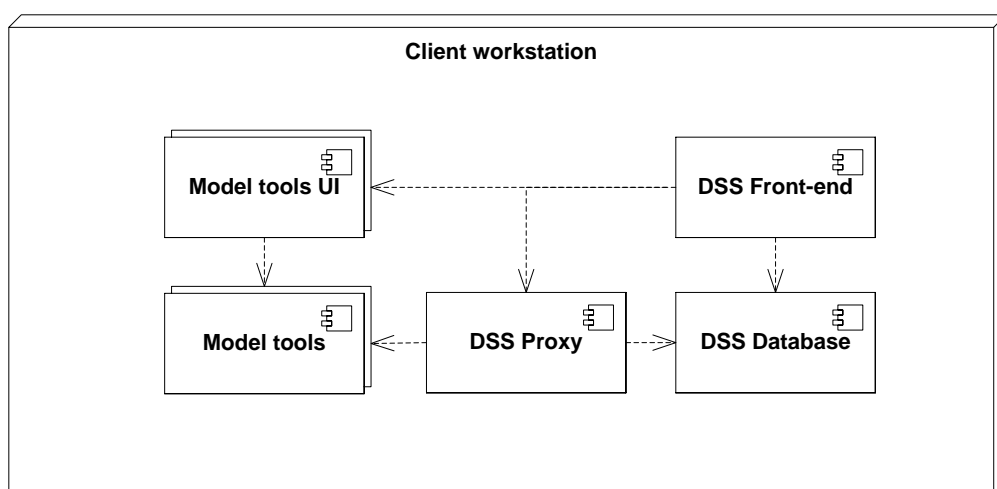 Client workstation
Model tools UI
DSS Front-end
Model tools
DSS Proxy
DSS Database